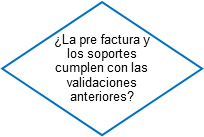 ¿La pre factura y
los soportes
cumplen con las
validaciones
anteriores?